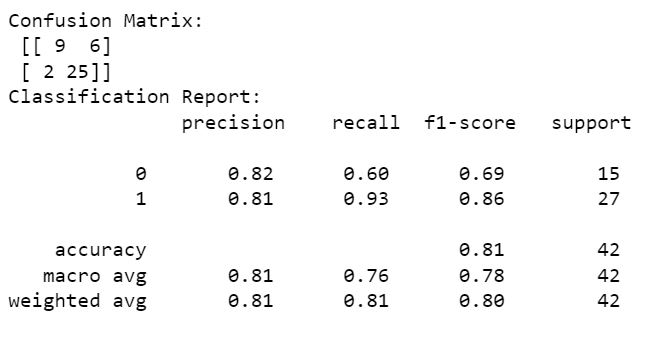 Confusion Matrix:
[[ 9  6]
[ 2 25]]
Classification Report:
precision    recall  f1-score   support
0       0.82      0.60      0.69        15
1       0.81      0.93      0.86        27
accuracy                           0.81        42
macro avg       0.81      0.76      0.78        42
weighted avg       0.81      0.81      0.80        42